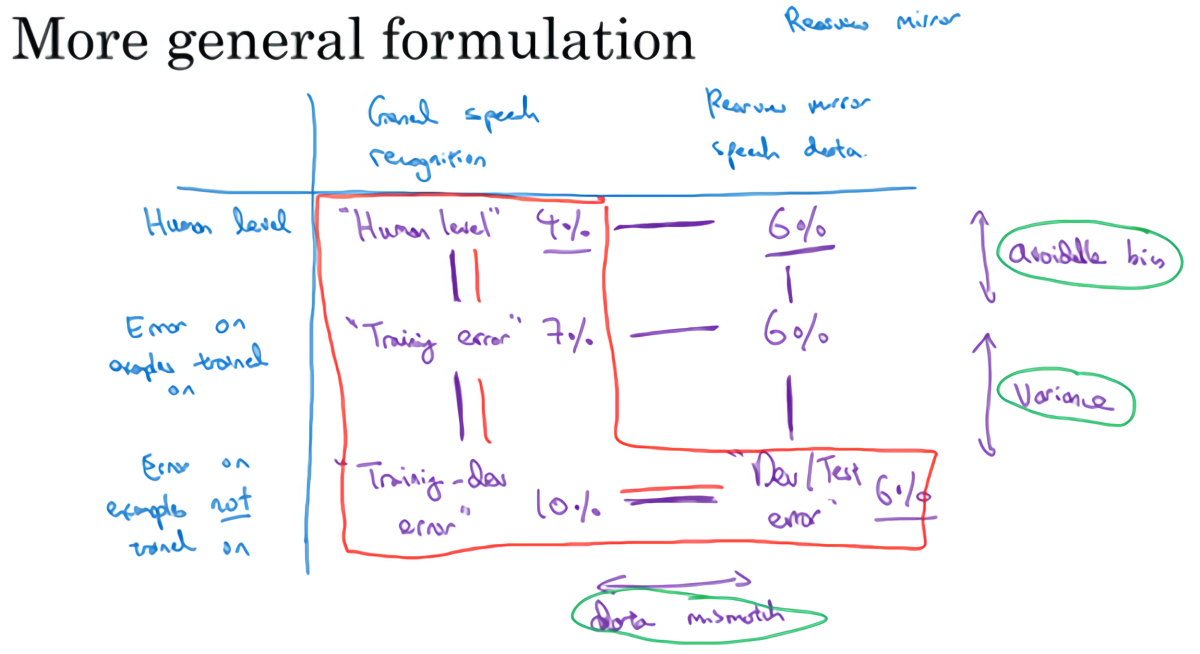 More general formulation
Rearview mirror
General speech
recognition
Rearview mirror
speech data.
Human level
"Human level" 4%
6%
avoidable bias
Error on
examples trained
on
"Training error" 7%
6%
Variance
Error on
examples not
trained on
"Training-dev
error" 10%
"Dev/Test
error" 6%
Data mismatch